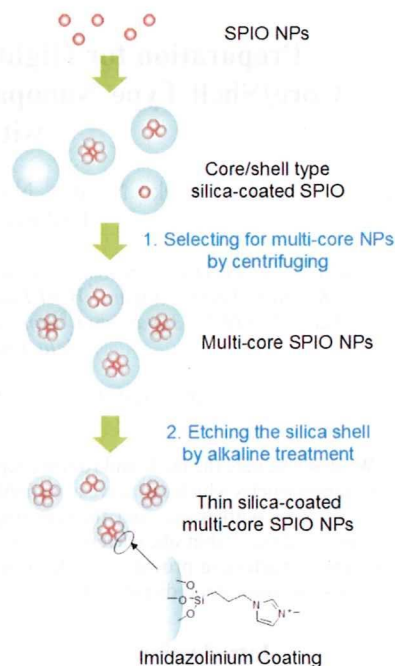 SPIO NPs
Core/shell type
silica-coated SPIO
1. Selecting for multi-core NPs
by centrifuging
Multi-core SPIO NPs
2. Etching the silica shell
by alkaline treatment
Thin silica-coated
multi-core SPIO NPs
O
O
Si
O
N
N⁺
Imidazolinium Coating